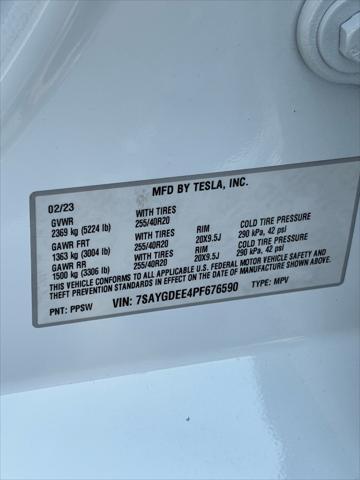 MFD BY TESLA, INC.
02/23
GVWR WITH TIRES
2369 kg (5224 lb) 255/40R20 RIM COLD TIRE PRESSURE
GAWR FRT WITH TIRES 20X9.5J 290 kPa, 42 psi
1363 kg (3004 lb) 255/40R20 RIM COLD TIRE PRESSURE
GAWR RR WITH TIRES 20X9.5J 290 kPa, 42 psi
1500 kg (3306 lb) 255/40R20
THIS VEHICLE CONFORMS TO ALL APPLICABLE U.S. FEDERAL MOTOR VEHICLE SAFETY AND
THEFT PREVENTION STANDARDS IN EFFECT ON THE DATE OF MANUFACTURE SHOWN ABOVE.
PNT: PPSW VIN: 7SAYGDEE4PF676590 TYPE: MPV